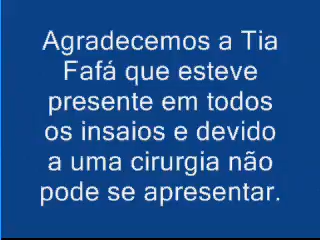 Agradecemos a Tia
Fafá que esteve
presente em todos
os insaios e devido
a uma cirurgia não
pode se apresentar.